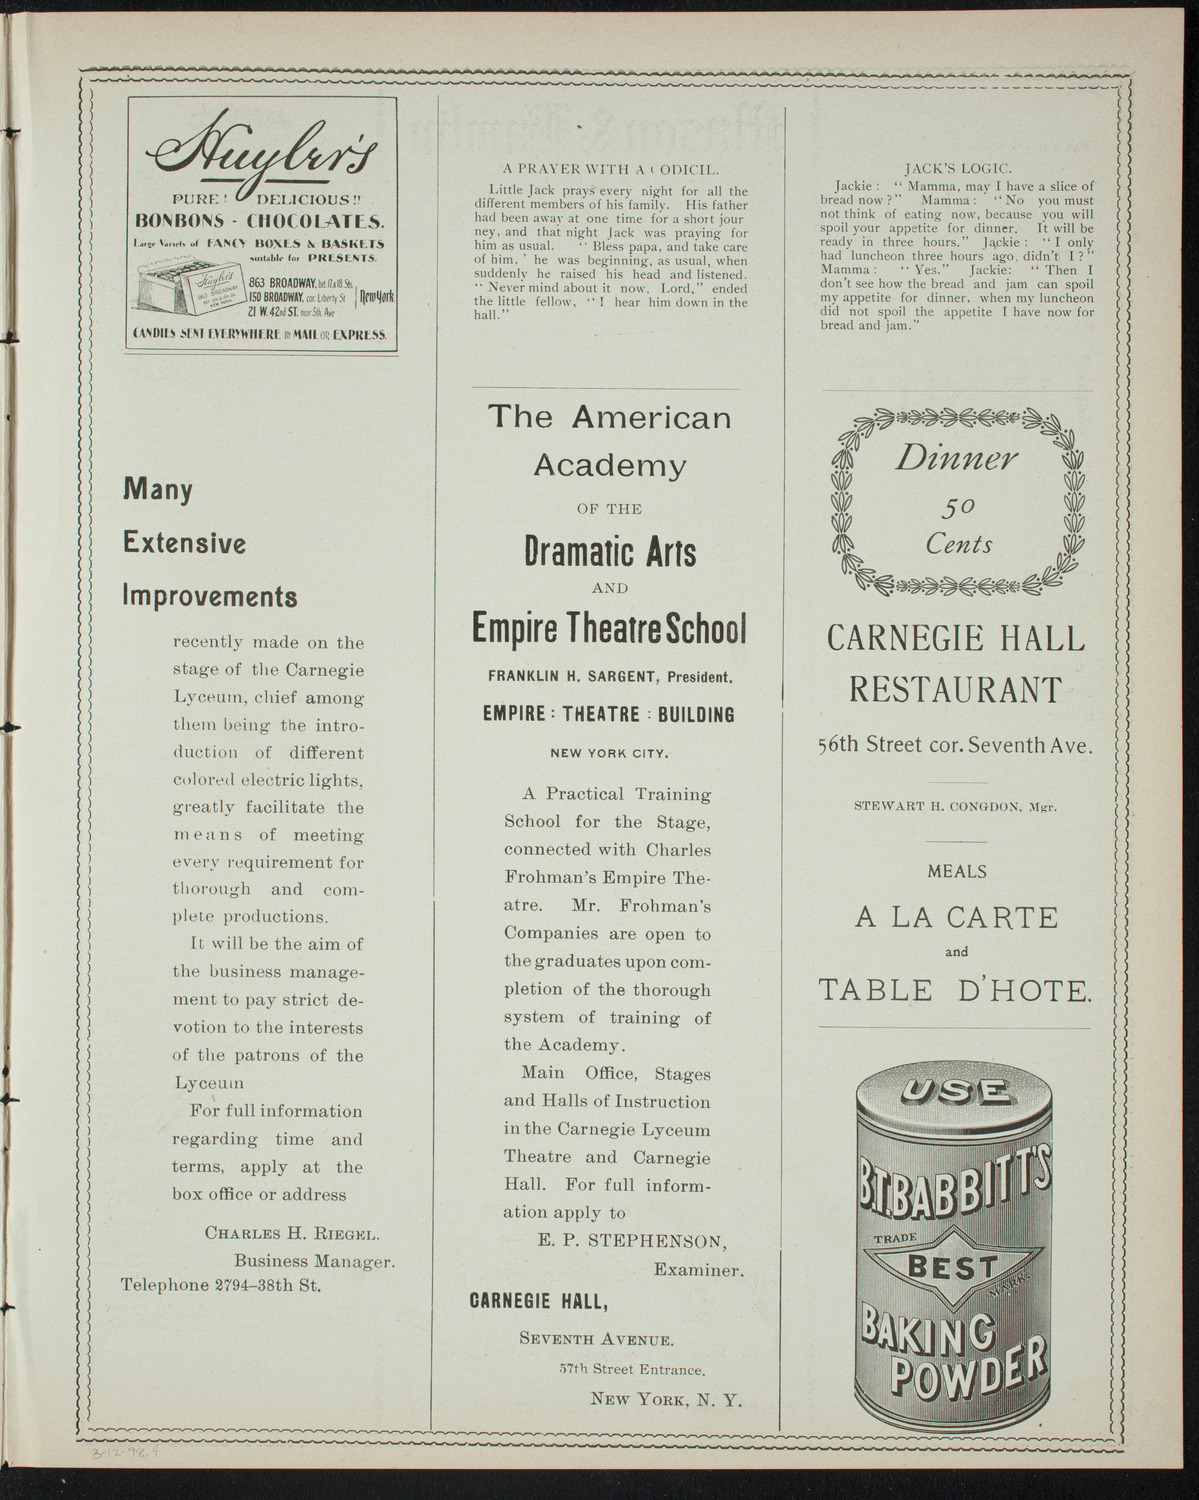 Huyler's
PURE! DELICIOUS!!
BONBONS - CHOCOLATES.
Large Variety of FANCY BOXES & BASKETS
suitable for PRESENTS.
Huyler's
863 BROADWAY
NEW YORK
863 BROADWAY, bet. 17 & 18. Sts.
150 BROADWAY, cor. Liberty St
21 W. 42nd ST. near 5th. Ave
New York
CANDIES SENT EVERYWHERE BY MAIL OR EXPRESS.
Many
Extensive
Improvements
recently made on the
stage of the Carnegie
Lyceum, chief among
them being the intro-
duction of different
colored electric lights,
greatly facilitate the
means of meeting
every requirement for
thorough and com-
plete productions.
It will be the aim of
the business manage-
ment to pay strict de-
votion to the interests
of the patrons of the
Lyceum
For full information
regarding time and
terms, apply at the
box office or address
CHARLES H. RIEGEL.
Business Manager.
Telephone 2794–38th St.
A PRAYER WITH A CODICIL.
Little Jack prays every night for all the
different members of his family. His father
had been away at one time for a short jour
ney, and that night Jack was praying for
him as usual. "Bless papa, and take care
of him,' he was beginning, as usual, when
suddenly he raised his head and listened.
"Never mind about it now, Lord," ended
the little fellow, "I hear him down in the
hall."
The American
Academy
OF THE
Dramatic Arts
AND
Empire Theatre School
FRANKLIN H. SARGENT, President.
EMPIRE : THEATRE : BUILDING
NEW YORK CITY.
A Practical Training
School for the Stage,
connected with Charles
Frohman's Empire The-
atre. Mr. Frohman's
Companies are open to
the graduates upon com-
pletion of the thorough
system of training of
the Academy.
Main Office, Stages
and Halls of Instruction
in the Carnegie Lyceum
Theatre and Carnegie
Hall. For full inform-
ation apply to
E. P. STEPHENSON,
Examiner.
CARNEGIE HALL,
SEVENTH AVENUE.
57th Street Entrance.
NEW YORK, N. Y.
JACK'S LOGIC.
Jackie: "Mamma, may I have a slice of
bread now?" Mamma: "No you must
not think of eating now, because you will
spoil your appetite for dinner. It will be
ready in three hours." Jackie: "I only
had luncheon three hours ago, didn't I?"
Mamma: "Yes." Jackie: "Then I
don't see how the bread and jam can spoil
my appetite for dinner, when my luncheon
did not spoil the appetite I have now for
bread and jam."
Dinner
50
Cents
CARNEGIE HALL
RESTAURANT
56th Street cor. Seventh Ave.
STEWART H. CONGDON, Mgr.
MEALS
A LA CARTE
and
TABLE D'HOTE.
USE
B.T. BABBITT'S
TRADE
BEST
MARK.
BAKING
POWDER
3-12-98.4